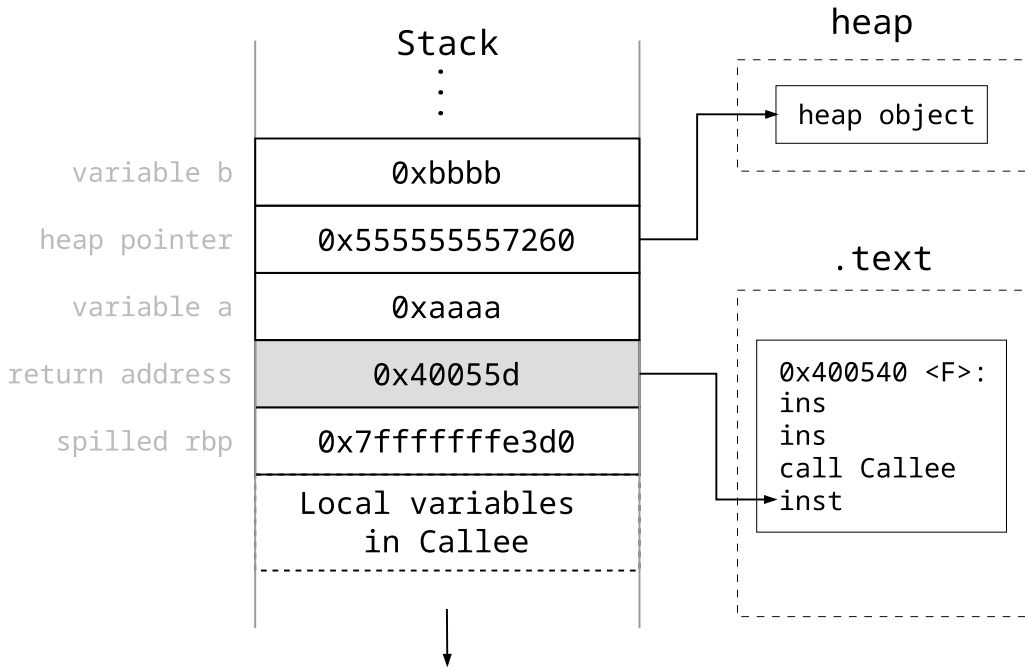 Stack
variable b
0xbbbb
heap pointer
0x555555557260
variable a
0xaaaa
return address
0x40055d
spilled rbp
0x7fffffffe3d0
Local variables
in Callee
heap
heap object
.text
0x400540 <F>:
ins
ins
call Callee
inst